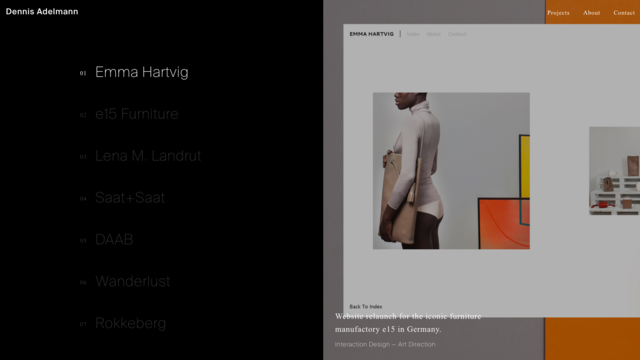 Dennis Adelmann
Projects About Contact
01 Emma Hartvig
02 e15 Furniture
03 Lena M. Landrut
04 Saat+Saat
05 DAAB
06 Wanderlust
07 Rokkeberg
EMMA HARTVIG Index About Contact
Back To Index
Website relaunch for the iconic furniture
manufactory e15 in Germany.
Interaction Design — Art Direction